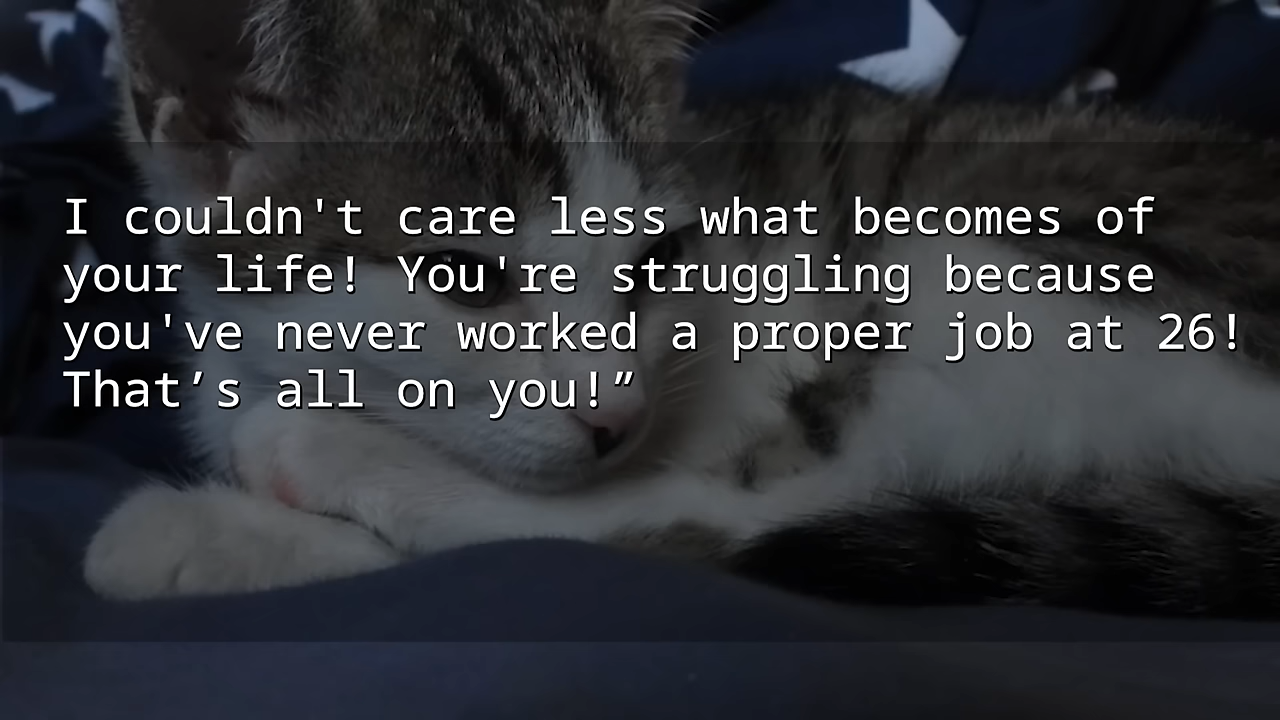 I couldn't care less what becomes of
your life! You're struggling because
you've never worked a proper job at 26!
That’s all on you!”